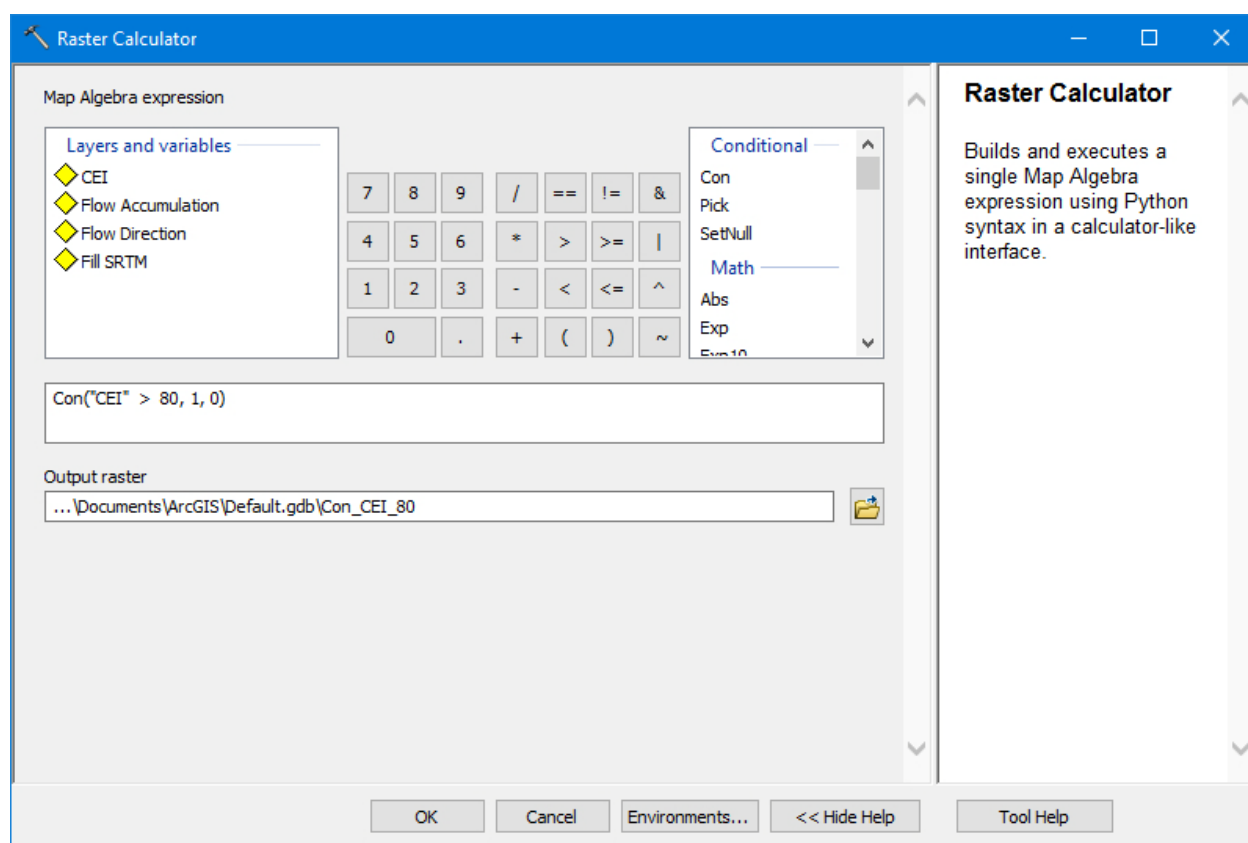 Raster Calculator
Map Algebra expression
Layers and variables
CEI
Flow Accumulation
Flow Direction
Fill SRTM
7 8 9 / == != &
4 5 6 * > >= |
1 2 3 - < <= ^
0 . + ( ) ~
Conditional
Con
Pick
SetNull
Math
Abs
Exp
Exp10
Con("CEI" > 80, 1, 0)
Output raster
...\Documents\ArcGIS\Default.gdb\Con_CEI_80
OK Cancel Environments... << Hide Help Tool Help
Raster Calculator
Builds and executes a
single Map Algebra
expression using Python
syntax in a calculator-like
interface.